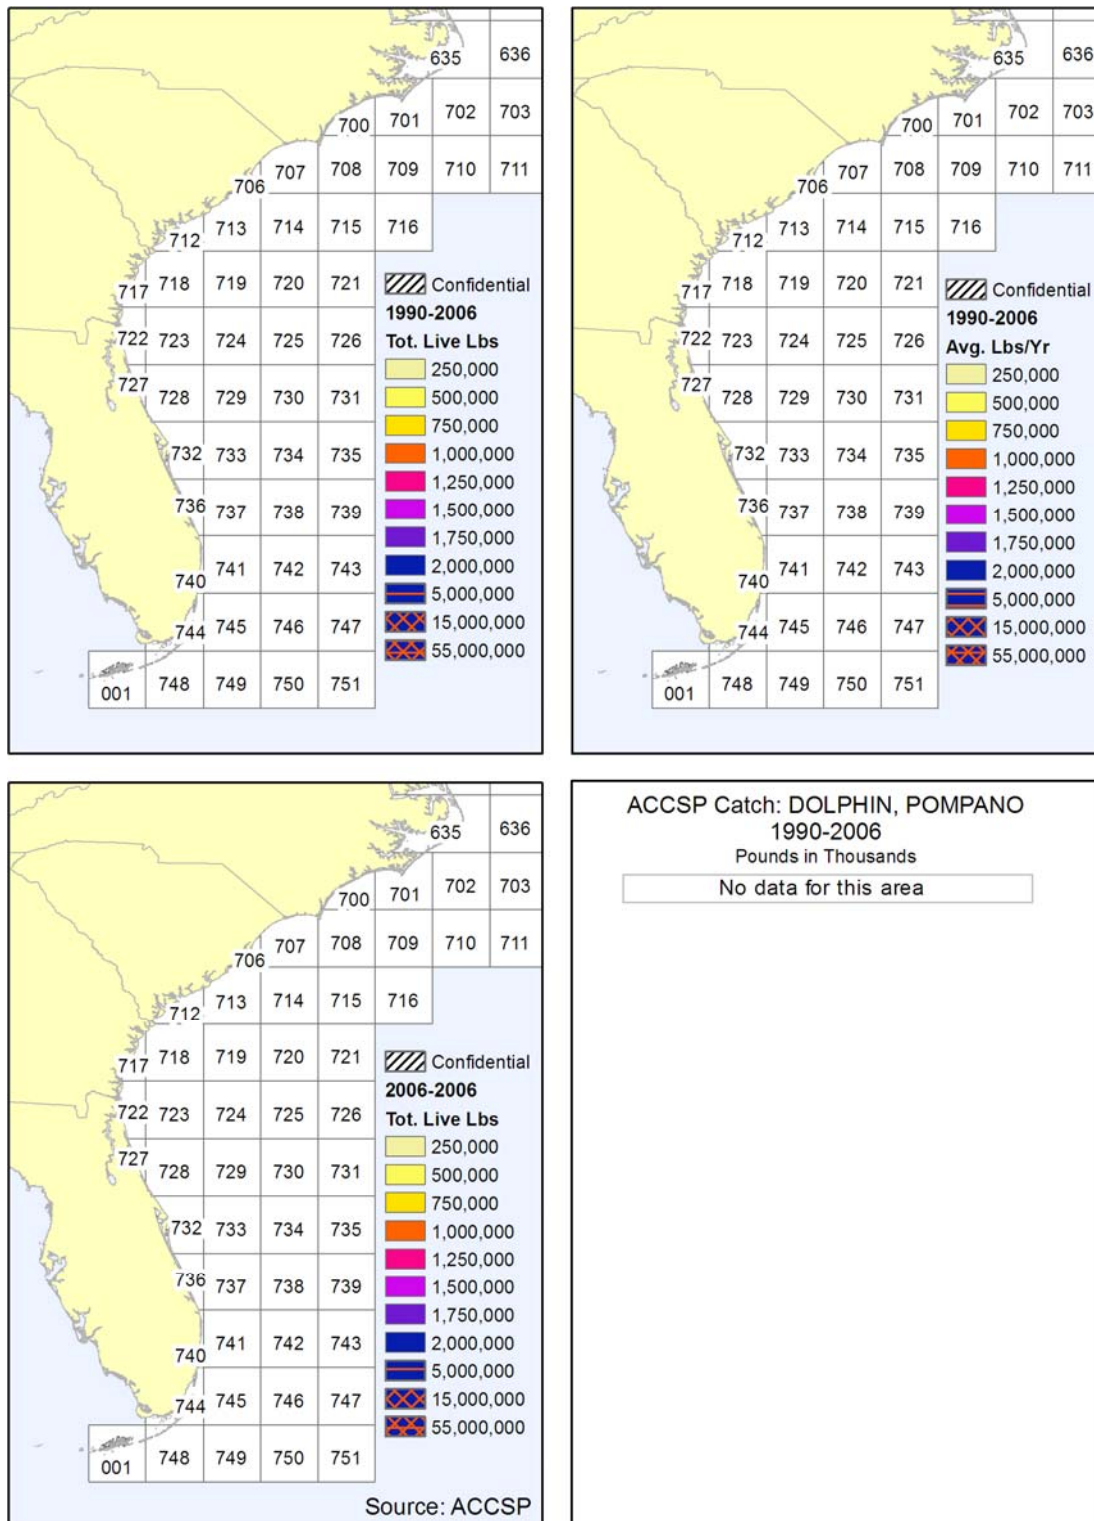 635 636
700 701 702 703
706 707 708 709 710 711
712 713 714 715 716
717 718 719 720 721
722 723 724 725 726
727 728 729 730 731
732 733 734 735
736 737 738 739
740 741 742 743
744 745 746 747
001 748 749 750 751
Confidential
1990-2006
Tot. Live Lbs
250,000
500,000
750,000
1,000,000
1,250,000
1,500,000
1,750,000
2,000,000
5,000,000
15,000,000
55,000,000
635 636
700 701 702 703
706 707 708 709 710 711
712 713 714 715 716
717 718 719 720 721
722 723 724 725 726
727 728 729 730 731
732 733 734 735
736 737 738 739
740 741 742 743
744 745 746 747
001 748 749 750 751
Confidential
1990-2006
Avg. Lbs/Yr
250,000
500,000
750,000
1,000,000
1,250,000
1,500,000
1,750,000
2,000,000
5,000,000
15,000,000
55,000,000
635 636
700 701 702 703
706 707 708 709 710 711
712 713 714 715 716
717 718 719 720 721
722 723 724 725 726
727 728 729 730 731
732 733 734 735
736 737 738 739
740 741 742 743
744 745 746 747
001 748 749 750 751
Confidential
2006-2006
Tot. Live Lbs
250,000
500,000
750,000
1,000,000
1,250,000
1,500,000
1,750,000
2,000,000
5,000,000
15,000,000
55,000,000
Source: ACCSP
ACCSP Catch: DOLPHIN, POMPANO
1990-2006
Pounds in Thousands
No data for this area